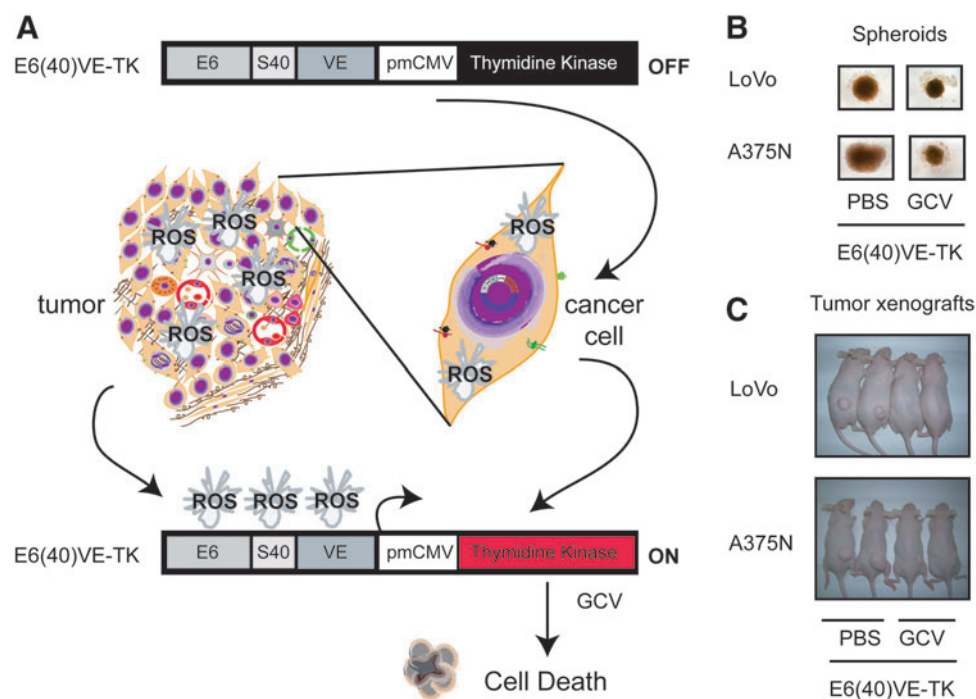 A
E6(40)VE-TK
E6 S40 VE pmCMV Thymidine Kinase
OFF
ROS
ROS
ROS
ROS
tumor
ROS
ROS
cancer
cell
ROS ROS ROS
E6(40)VE-TK
E6 S40 VE pmCMV Thymidine Kinase
ON
GCV
Cell Death
B
Spheroids
LoVo
A375N
PBS GCV
E6(40)VE-TK
C
Tumor xenografts
LoVo
A375N
PBS GCV
E6(40)VE-TK